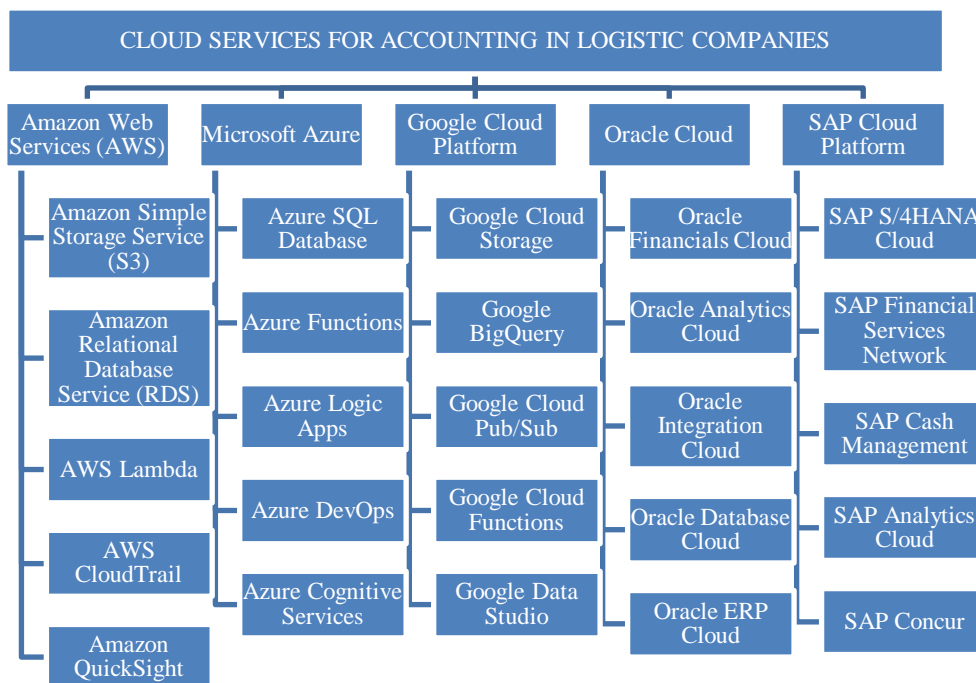 CLOUD SERVICES FOR ACCOUNTING IN LOGISTIC COMPANIES
Amazon Web
Services (AWS)
Amazon Simple
Storage Service
(S3)
Amazon
Relational
Database
Service (RDS)
AWS Lambda
AWS
CloudTrail
Amazon
QuickSight
Microsoft Azure
Azure SQL
Database
Azure Functions
Azure Logic
Apps
Azure DevOps
Azure Cognitive
Services
Google Cloud
Platform
Google Cloud
Storage
Google
BigQuery
Google Cloud
Pub/Sub
Google Cloud
Functions
Google Data
Studio
Oracle Cloud
Oracle
Financials Cloud
Oracle Analytics
Cloud
Oracle
Integration
Cloud
Oracle Database
Cloud
Oracle ERP
Cloud
SAP Cloud
Platform
SAP S/4HANA
Cloud
SAP Financial
Services
Network
SAP Cash
Management
SAP Analytics
Cloud
SAP Concur